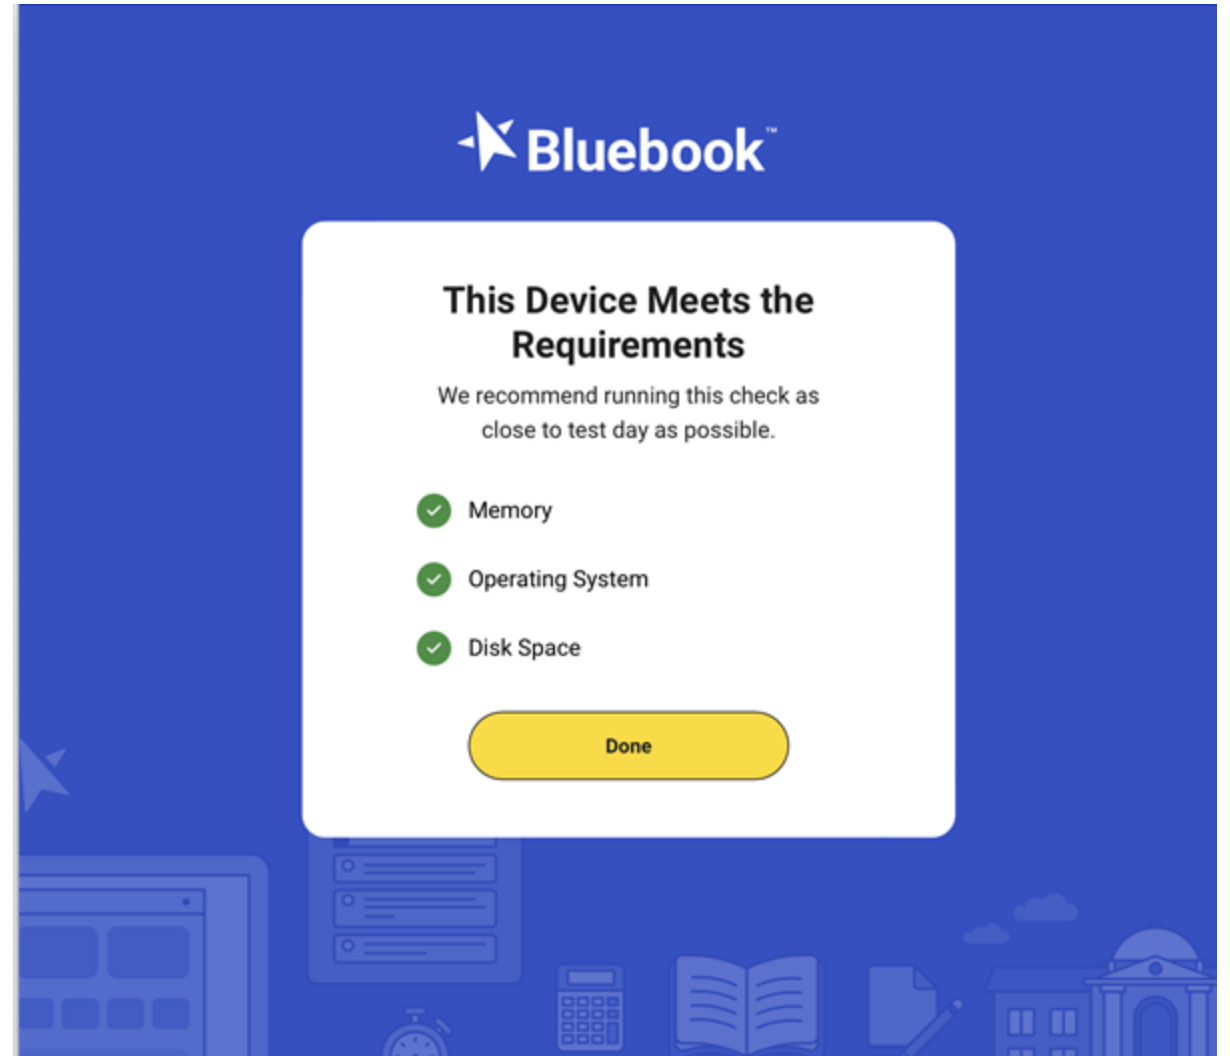 Bluebook™
This Device Meets the
Requirements
We recommend running this check as
close to test day as possible.
Memory
Operating System
Disk Space
Done